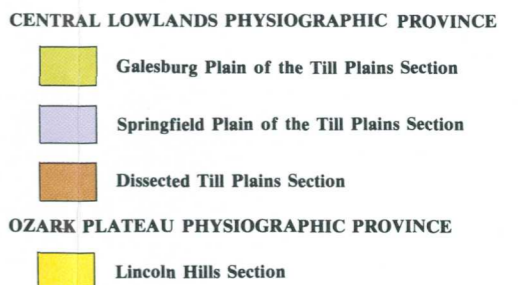 CENTRAL LOWLANDS PHYSIOGRAPHIC PROVINCE
Galesburg Plain of the Till Plains Section
Springfield Plain of the Till Plains Section
Dissected Till Plains Section
OZARK PLATEAU PHYSIOGRAPHIC PROVINCE
Lincoln Hills Section